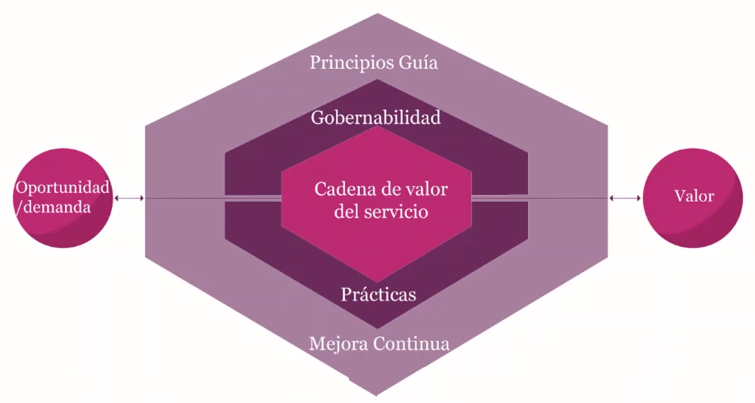 Principios Guía
Gobernabilidad
Oportunidad
/demanda
Cadena de valor
del servicio
Valor
Prácticas
Mejora Continua